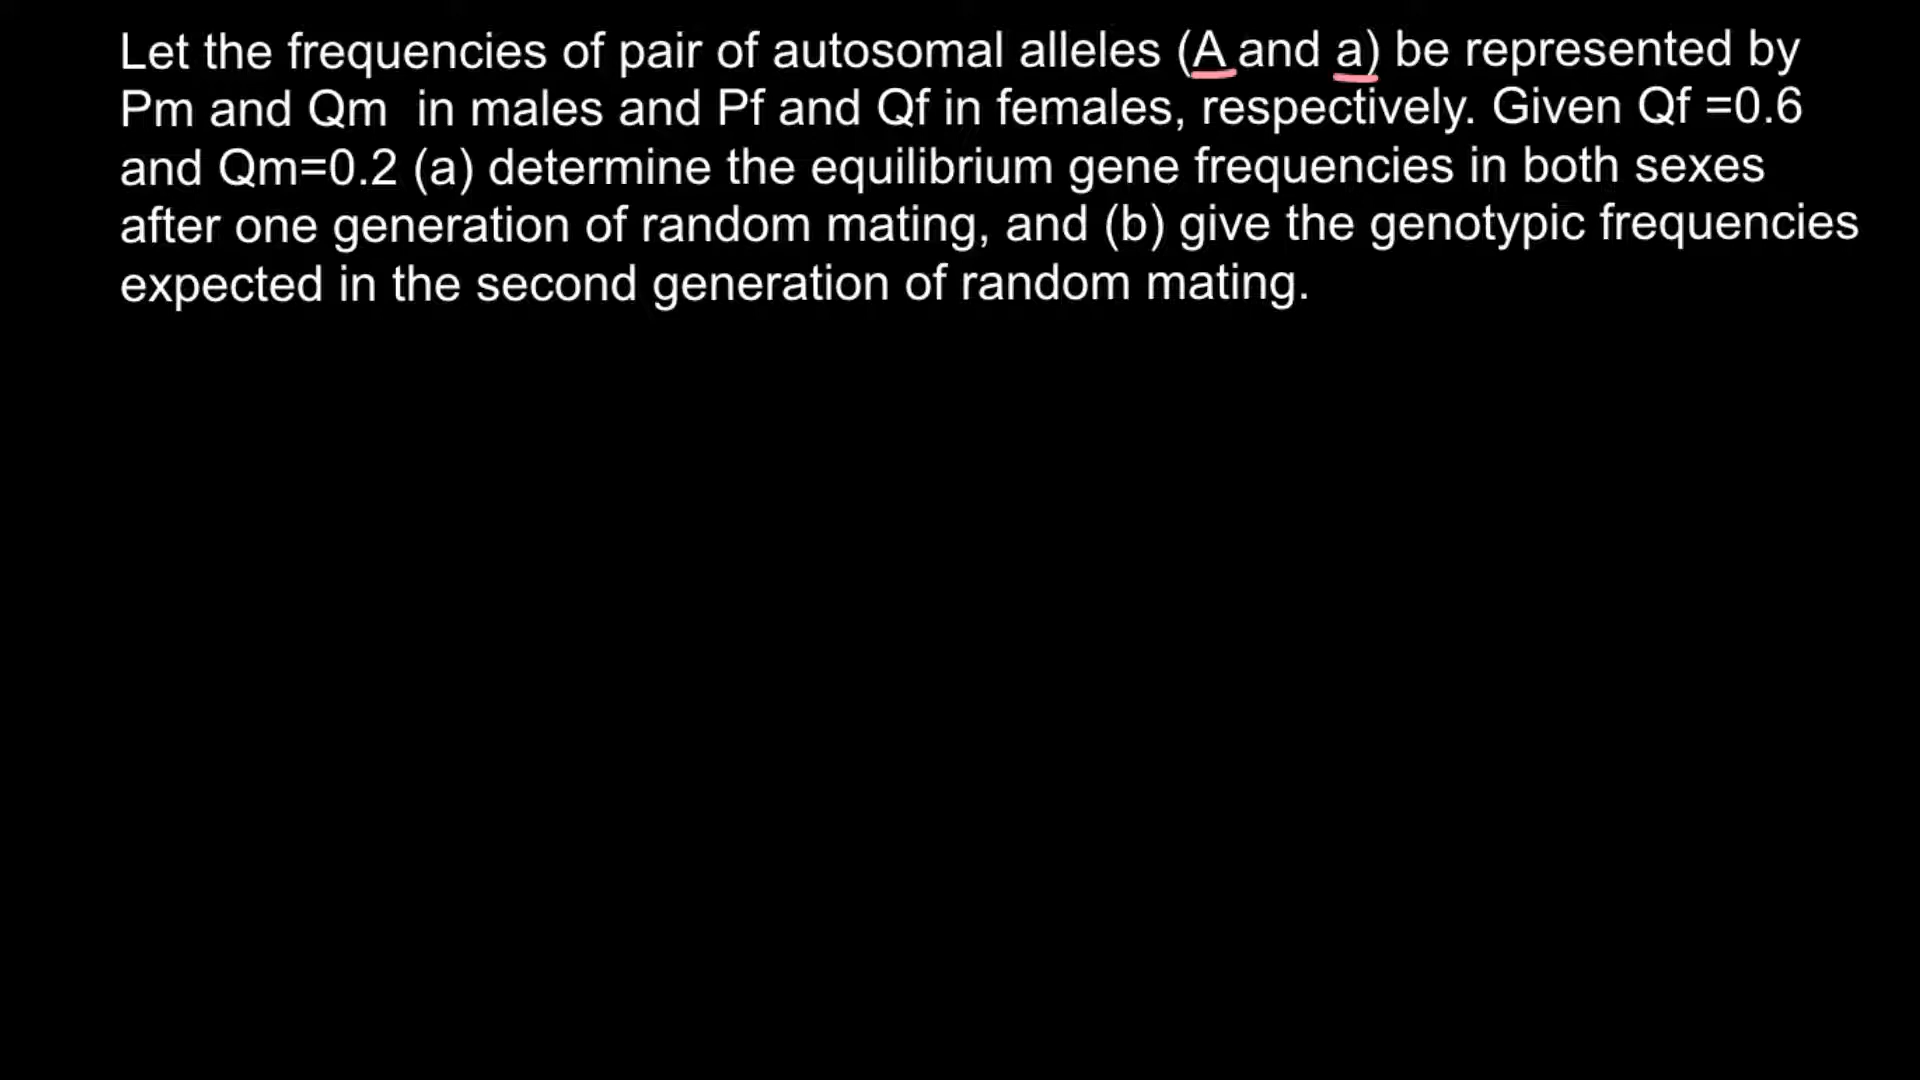 Let the frequencies of pair of autosomal alleles (A and a) be represented by
Pm and Qm in males and Pf and Qf in females, respectively. Given Qf =0.6
and Qm=0.2 (a) determine the equilibrium gene frequencies in both sexes
after one generation of random mating, and (b) give the genotypic frequencies
expected in the second generation of random mating.